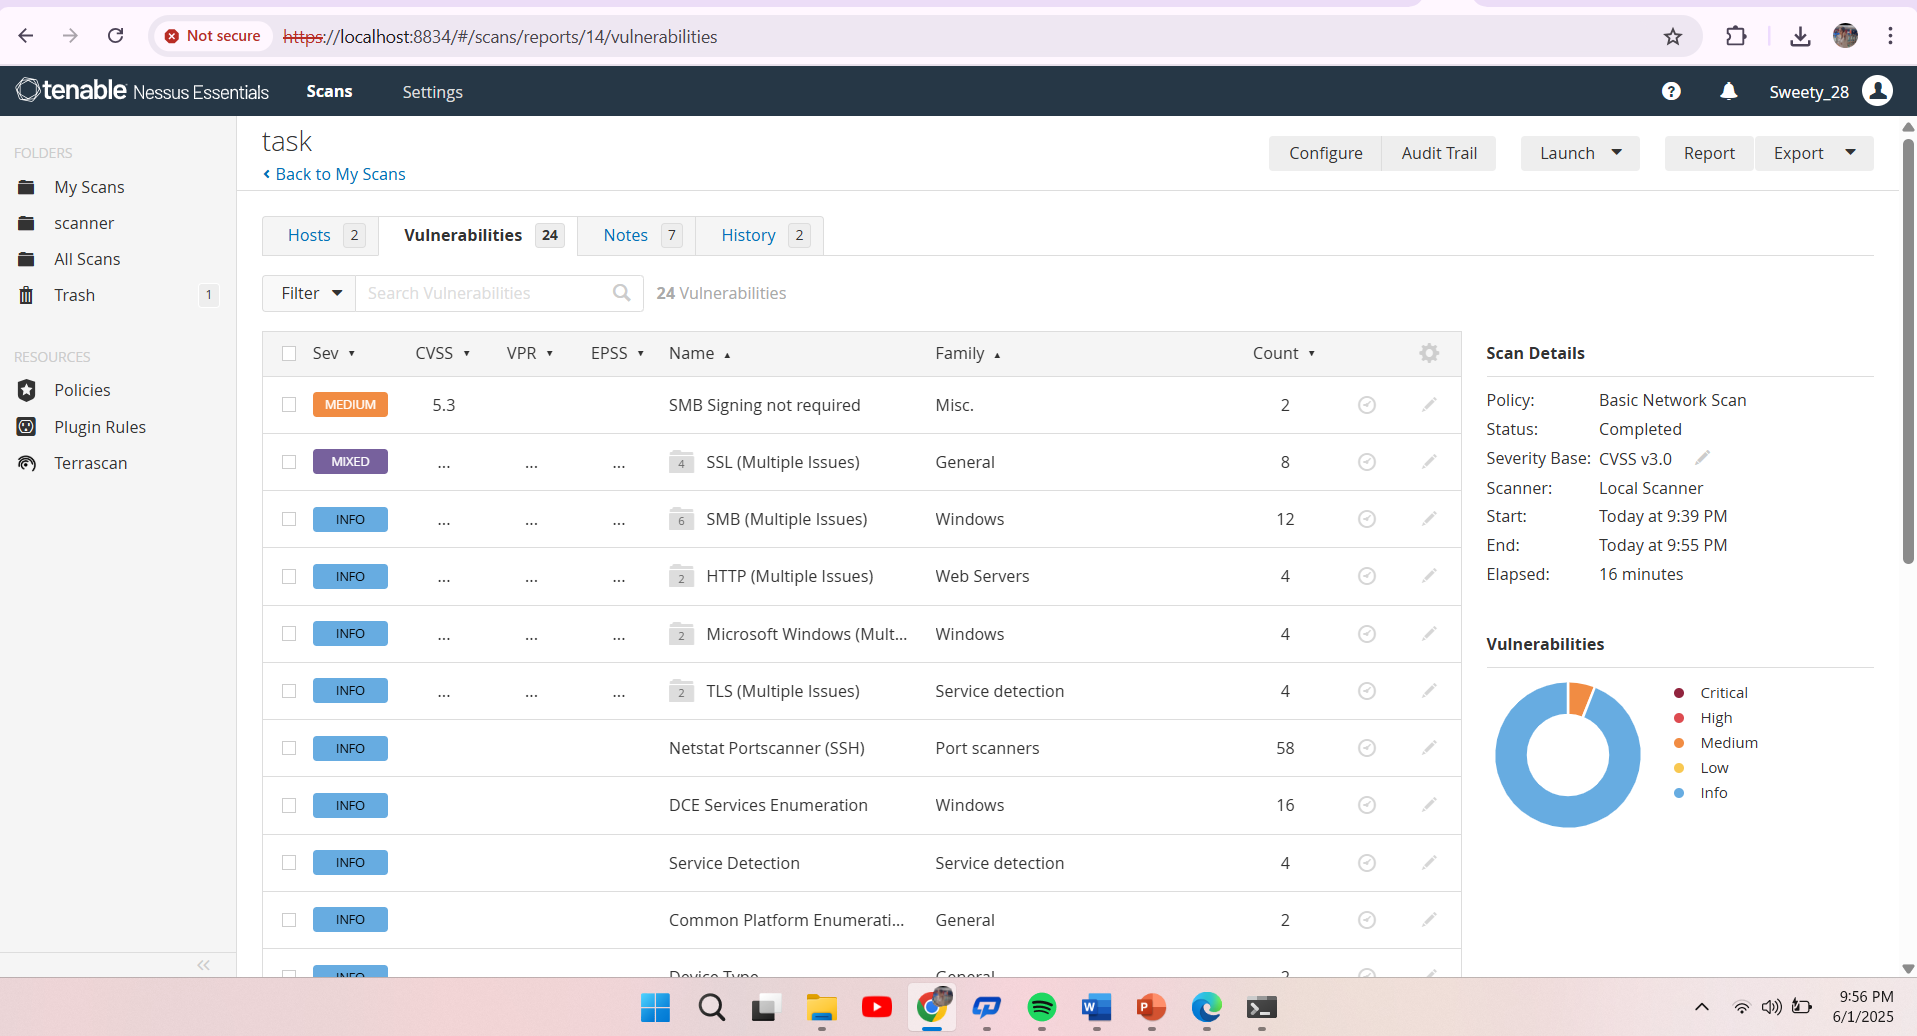 Not secure https://localhost:8834/#/scans/reports/14/vulnerabilities
tenable Nessus Essentials Scans Settings Sweety_28
FOLDERS
My Scans
scanner
All Scans
Trash 1
RESOURCES
Policies
Plugin Rules
Terrascan
task
Back to My Scans
Configure Audit Trail Launch Report Export
Hosts 2 Vulnerabilities 24 Notes 7 History 2
Filter Search Vulnerabilities 24 Vulnerabilities
Sev CVSS VPR EPSS Name Family Count
MEDIUM 5.3 SMB Signing not required Misc. 2
MIXED ... ... ... 4 SSL (Multiple Issues) General 8
INFO ... ... ... 6 SMB (Multiple Issues) Windows 12
INFO ... ... ... 2 HTTP (Multiple Issues) Web Servers 4
INFO ... ... ... 2 Microsoft Windows (Mult... Windows 4
INFO ... ... ... 2 TLS (Multiple Issues) Service detection 4
INFO Netstat Portscanner (SSH) Port scanners 58
INFO DCE Services Enumeration Windows 16
INFO Service Detection Service detection 4
INFO Common Platform Enumerati... General 2
INFO Device Type General 2
Scan Details
Policy: Basic Network Scan
Status: Completed
Severity Base: CVSS v3.0
Scanner: Local Scanner
Start: Today at 9:39 PM
End: Today at 9:55 PM
Elapsed: 16 minutes
Vulnerabilities
Critical
High
Medium
Low
Info
9:56 PM
6/1/2025